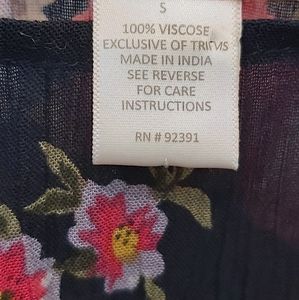 S
100% VISCOSE
EXCLUSIVE OF TRIMS
MADE IN INDIA
SEE REVERSE
FOR CARE
INSTRUCTIONS
RN # 92391